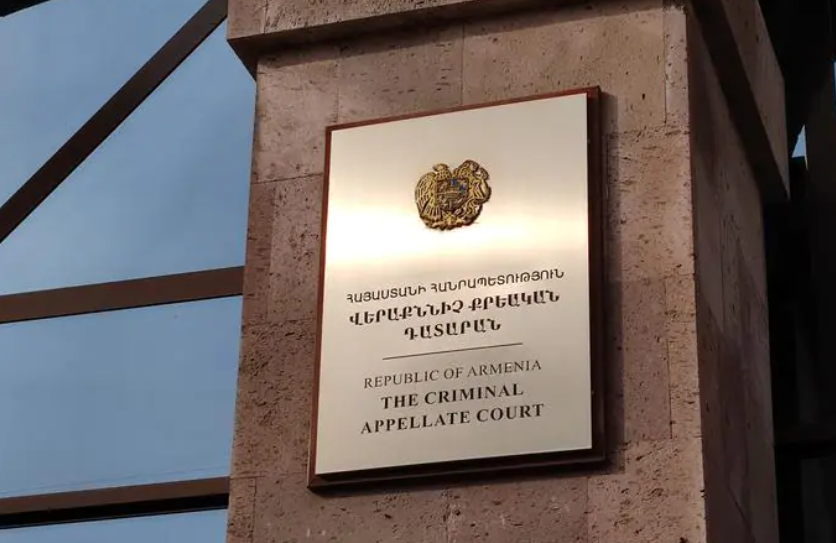 ՀԱՅԱՍՏԱՆԻ ՀԱՆՐԱՊԵՏՈՒԹՅՈՒՆ
ՎԵՐԱՔՆՆԻՉ ՔՐԵԱԿԱՆ
ԴԱՏԱՐԱՆ
REPUBLIC OF ARMENIA
THE CRIMINAL
APPELLATE COURT